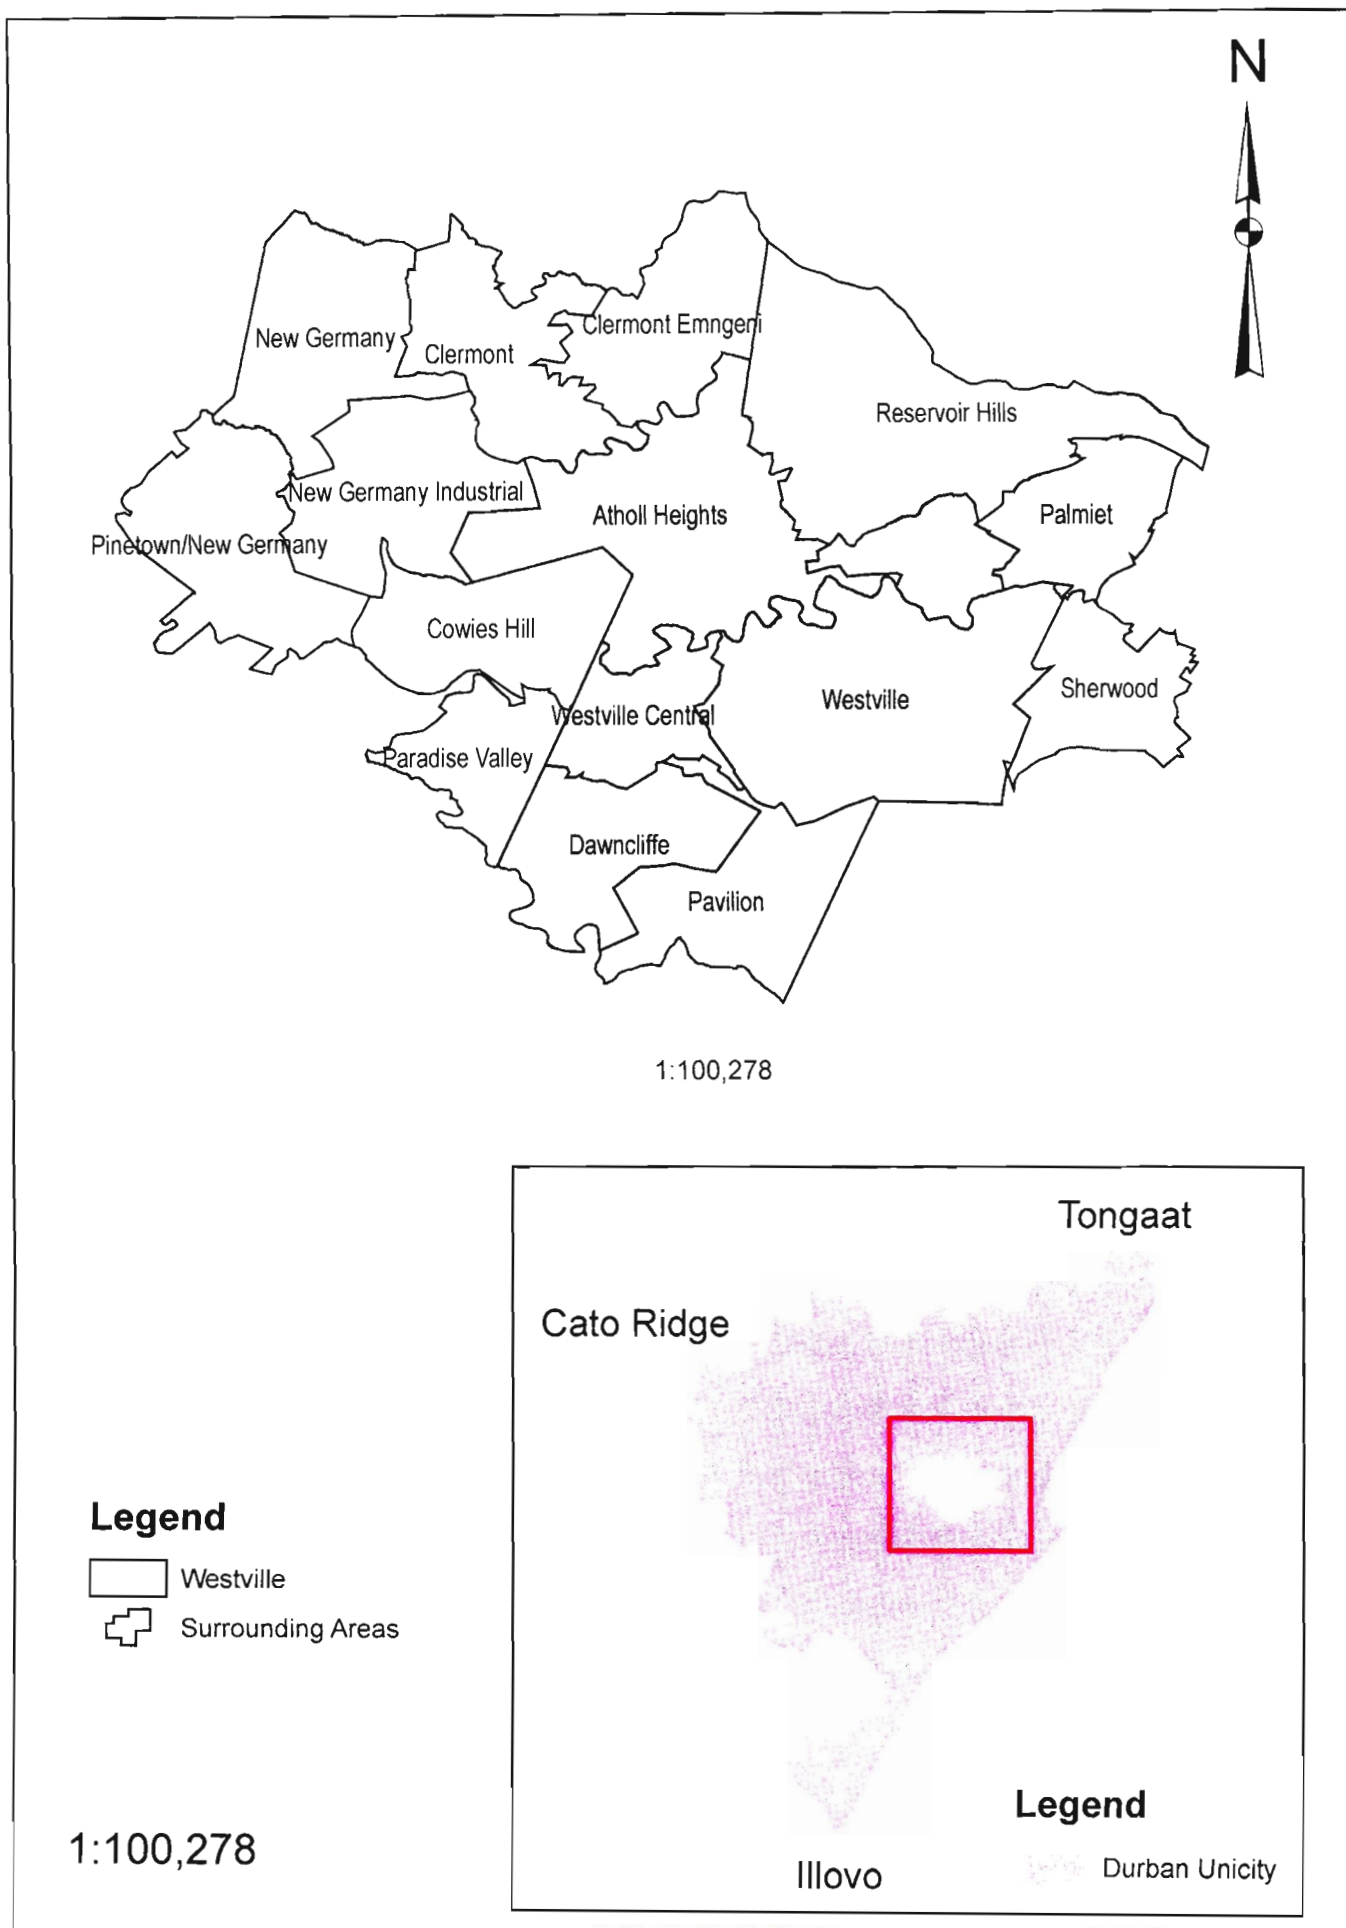 N
New Germany
Clermont
Clermont Emngeni
Reservoir Hills
New Germany Industrial
Atholl Heights
Palmiet
Pinetown/New Germany
Cowies Hill
Westville Central
Westville
Sherwood
Paradise Valley
Dawncliffe
Pavilion
1:100,278
Tongaat
Cato Ridge
Legend
Westville
Surrounding Areas
1:100,278
Legend
Durban Unicity
Illovo